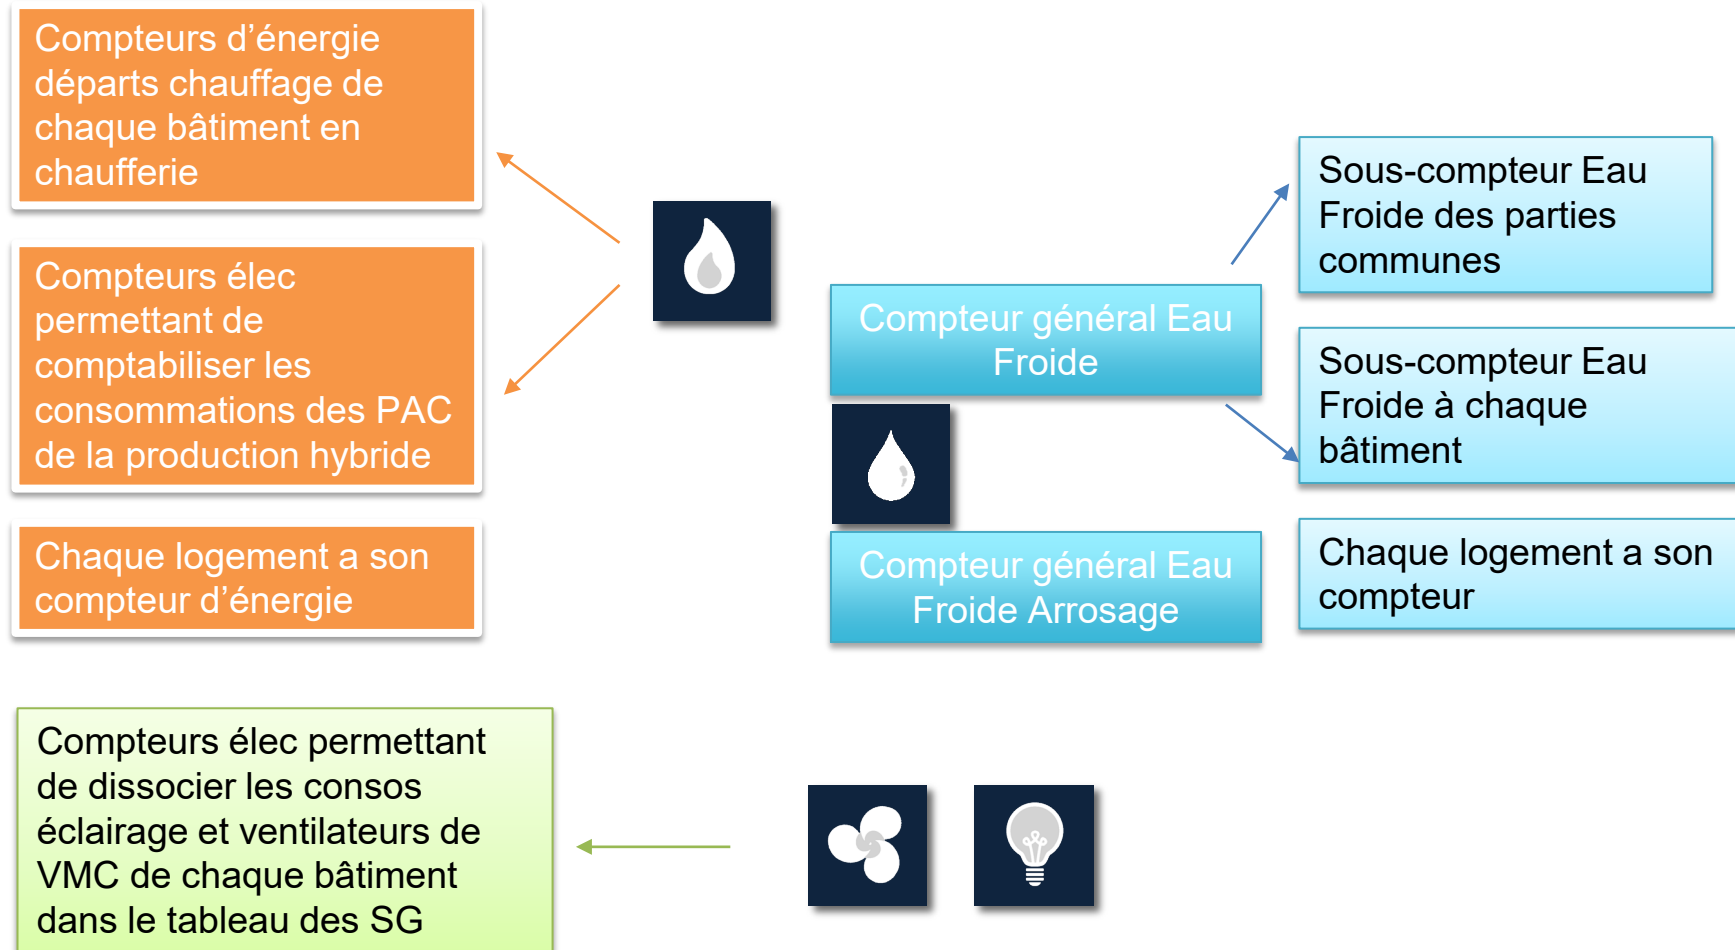 Compteurs d’énergie
départs chauffage de
chaque bâtiment en
chaufferie
Compteurs élec
permettant de
comptabiliser les
consommations des PAC
de la production hybride
Chaque logement a son
compteur d’énergie
Compteur général Eau
Froide
Compteur général Eau
Froide Arrosage
Sous-compteur Eau
Froide des parties
communes
Sous-compteur Eau
Froide à chaque
bâtiment
Chaque logement a son
compteur
Compteurs élec permettant
de dissocier les consos
éclairage et ventilateurs de
VMC de chaque bâtiment
dans le tableau des SG